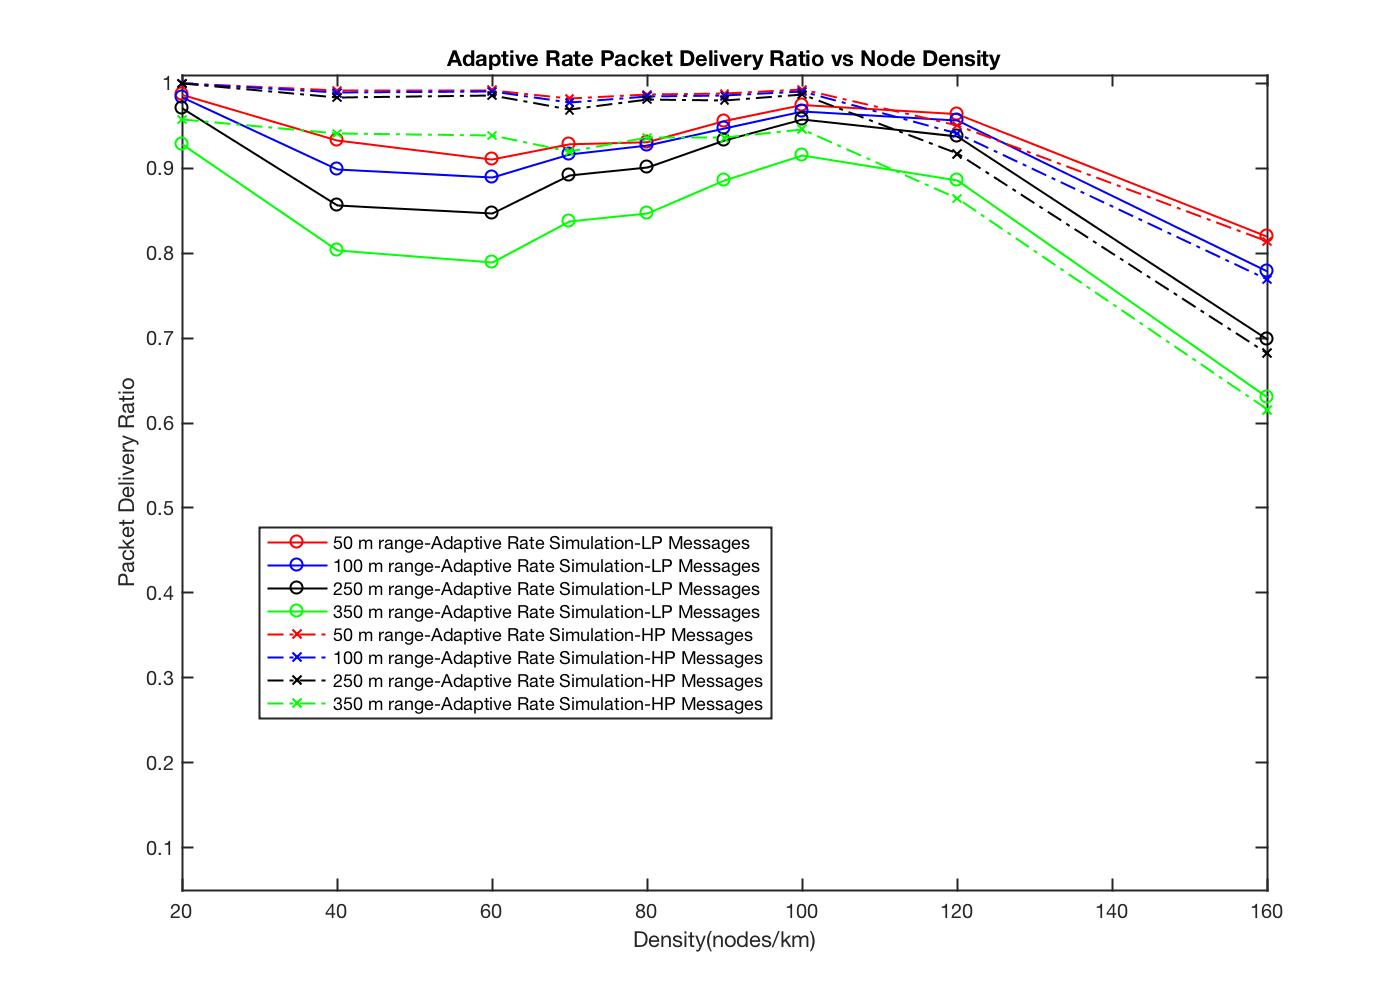 Adaptive Rate Packet Delivery Ratio vs Node Density
1
0.9
0.8
0.7
0.6
0.5
0.4
0.3
0.2
0.1
Packet Delivery Ratio
50 m range-Adaptive Rate Simulation-LP Messages
100 m range-Adaptive Rate Simulation-LP Messages
250 m range-Adaptive Rate Simulation-LP Messages
350 m range-Adaptive Rate Simulation-LP Messages
50 m range-Adaptive Rate Simulation-HP Messages
100 m range-Adaptive Rate Simulation-HP Messages
250 m range-Adaptive Rate Simulation-HP Messages
350 m range-Adaptive Rate Simulation-HP Messages
20 40 60 80 100 120 140 160
Density(nodes/km)